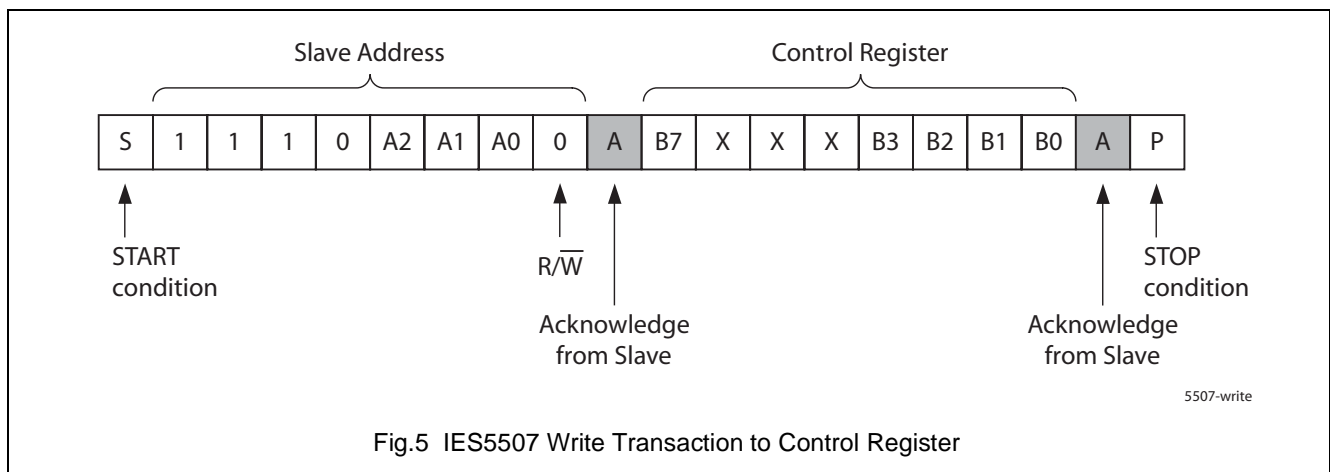 Slave Address Control Register
S 1 1 1 0 A2 A1 A0 0 A B7 X X X B3 B2 B1 B0 A P
START
condition
R/W̅
Acknowledge
from Slave
Acknowledge
from Slave
STOP
condition
5507-write
Fig.5 IES5507 Write Transaction to Control Register